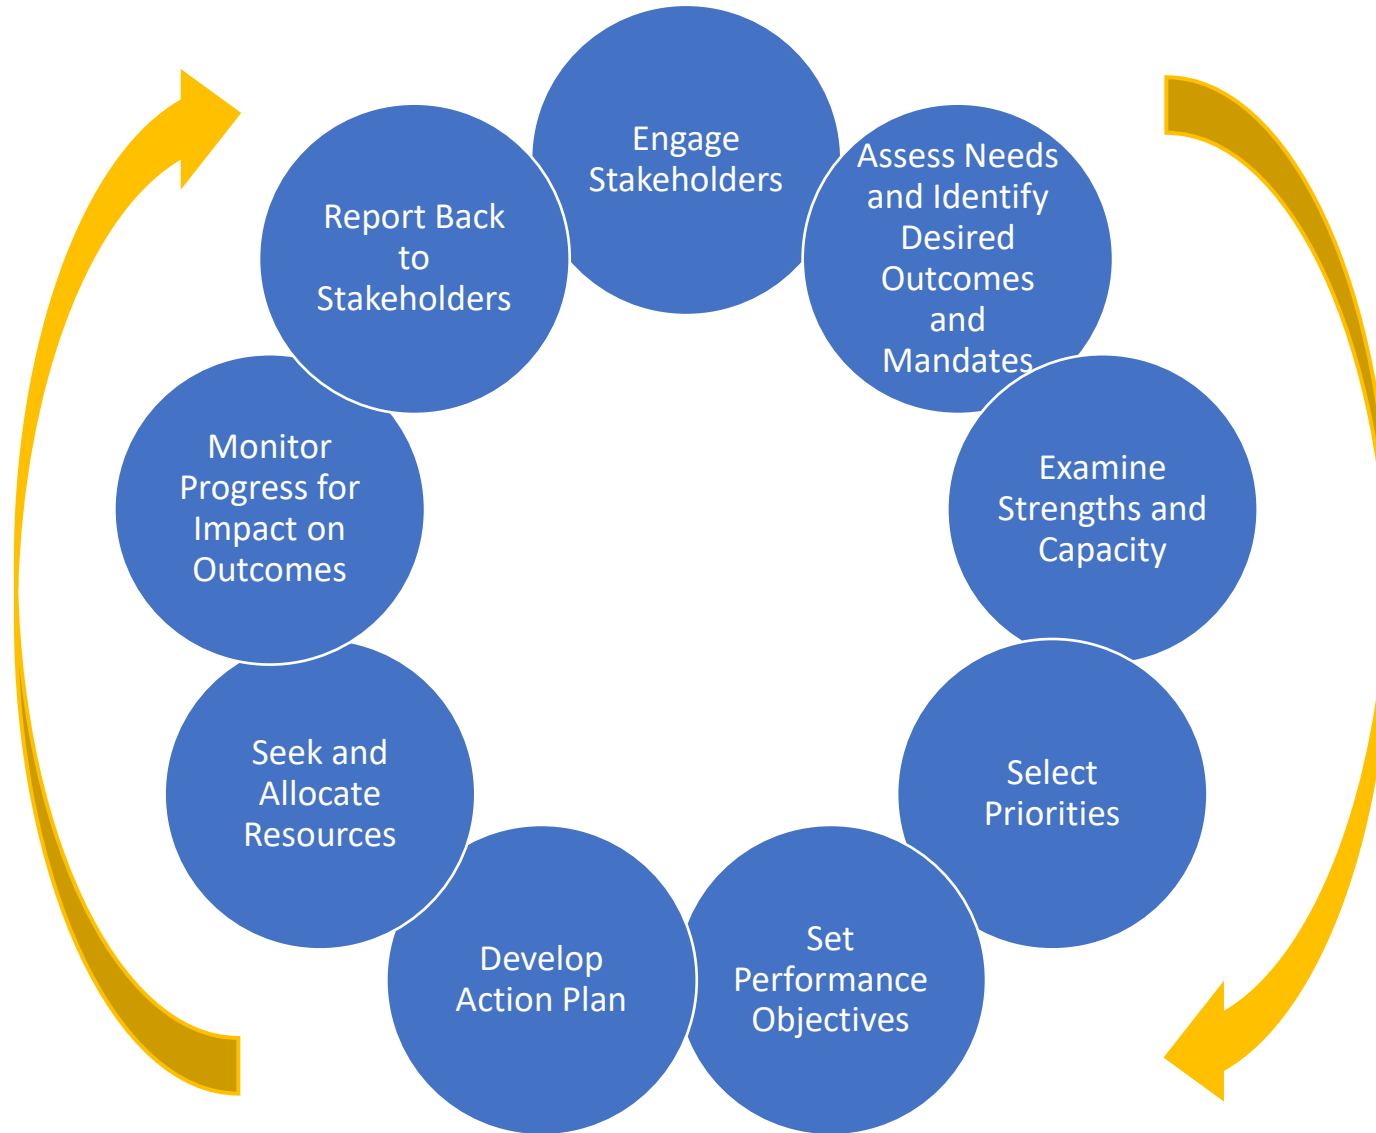 Engage
Stakeholders
Assess Needs
and Identify
Desired
Outcomes
and
Mandates
Examine
Strengths and
Capacity
Select
Priorities
Set
Performance
Objectives
Develop
Action Plan
Seek and
Allocate
Resources
Monitor
Progress for
Impact on
Outcomes
Report Back
to
Stakeholders